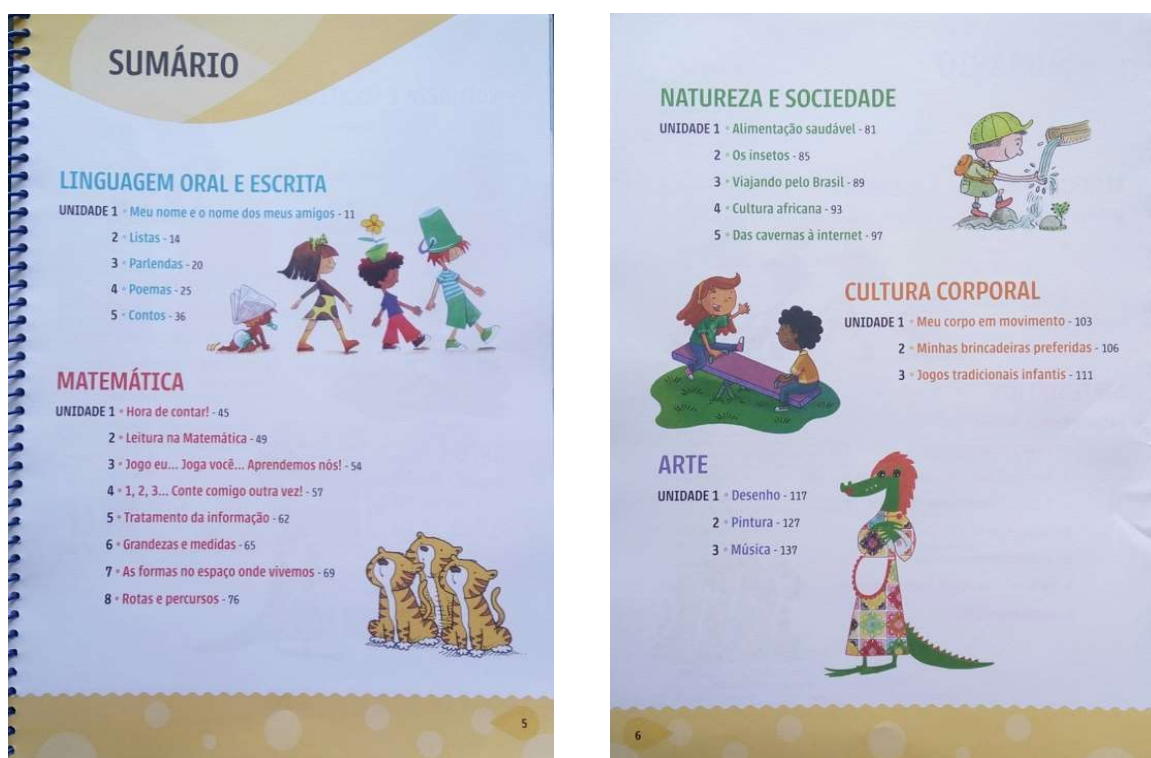 SUMÁRIO
LINGUAGEM ORAL E ESCRITA
UNIDADE 1 • Meu nome e o nome dos meus amigos - 11
2 • Listas - 14
3 • Parlendas - 20
4 • Poemas - 25
5 • Contos - 36
MATEMÁTICA
UNIDADE 1 • Hora de contar! - 45
2 • Leitura na Matemática - 49
3 • Jogo eu... Joga você... Aprendemos nós! - 54
4 • 1, 2, 3... Conte comigo outra vez! - 57
5 • Tratamento da informação - 62
6 • Grandezas e medidas - 65
7 • As formas no espaço onde vivemos - 69
8 • Rotas e percursos - 76
5
NATUREZA E SOCIEDADE
UNIDADE 1 • Alimentação saudável - 81
2 • Os insetos - 85
3 • Viajando pelo Brasil - 89
4 • Cultura africana - 93
5 • Das cavernas à internet - 97
CULTURA CORPORAL
UNIDADE 1 • Meu corpo em movimento - 103
2 • Minhas brincadeiras preferidas - 106
3 • Jogos tradicionais infantis - 111
ARTE
UNIDADE 1 • Desenho - 117
2 • Pintura - 127
3 • Música - 137
6